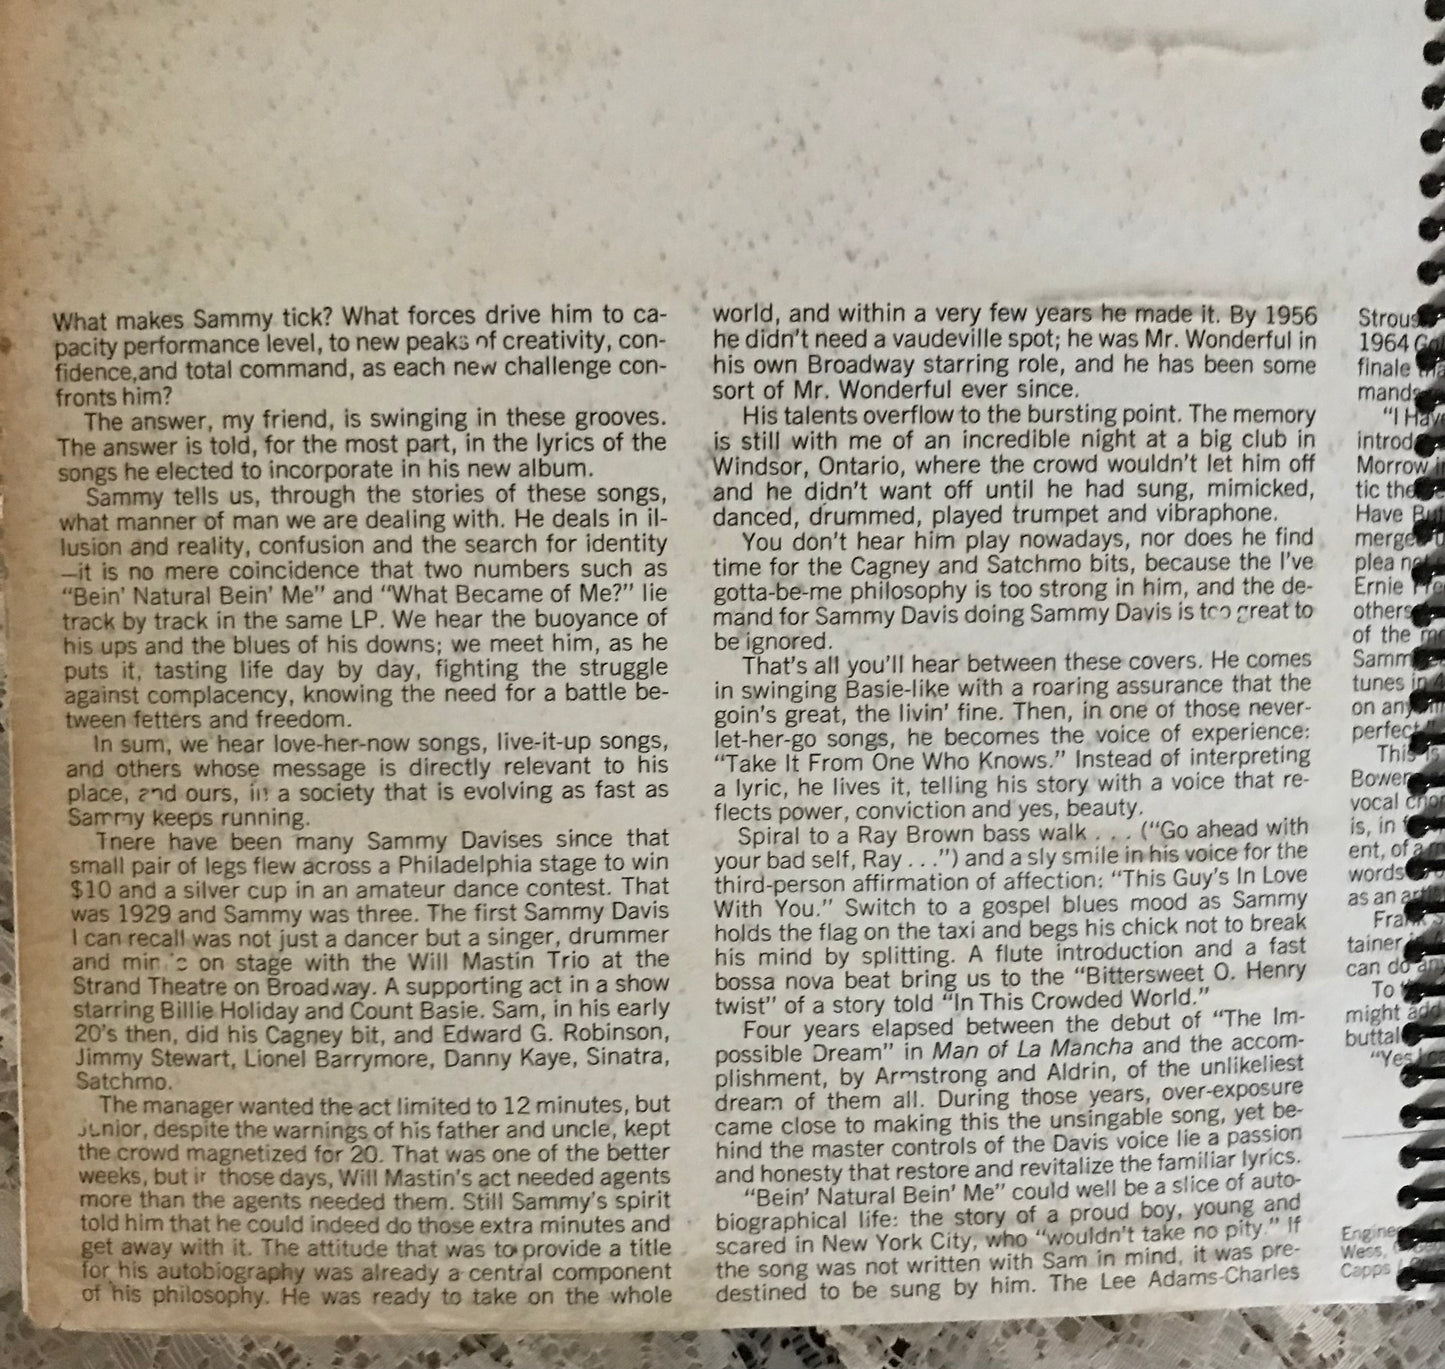 What makes Sammy tick? What forces drive him to ca-
pacity performance level, to new peaks of creativity, con-
fidence,and total command, as each new challenge con-
fronts him?
The answer, my friend, is swinging in these grooves.
The answer is told, for the most part, in the lyrics of the
songs he elected to incorporate in his new album.
Sammy tells us, through the stories of these songs,
what manner of man we are dealing with. He deals in il-
lusion and reality, confusion and the search for identity
—it is no mere coincidence that two numbers such as
“Bein’ Natural Bein’ Me” and “What Became of Me?” lie
track by track in the same LP. We hear the buoyance of
his ups and the blues of his downs; we meet him, as he
puts it, tasting life day by day, fighting the struggle
against complacency, knowing the need for a battle be-
tween fetters and freedom.
In sum, we hear love-her-now songs, live-it-up songs,
and others whose message is directly relevant to his
place, and ours, in a society that is evolving as fast as
Sammy keeps running.
There have been many Sammy Davises since that
small pair of legs flew across a Philadelphia stage to win
$10 and a silver cup in an amateur dance contest. That
was 1929 and Sammy was three. The first Sammy Davis
I can recall was not just a dancer but a singer, drummer
and mimic on stage with the Will Mastin Trio at the
Strand Theatre on Broadway. A supporting act in a show
starring Billie Holiday and Count Basie. Sam, in his early
20’s then, did his Cagney bit, and Edward G. Robinson,
Jimmy Stewart, Lionel Barrymore, Danny Kaye, Sinatra,
Satchmo.
The manager wanted the act limited to 12 minutes, but
Junior, despite the warnings of his father and uncle, kept
the crowd magnetized for 20. That was one of the better
weeks, but in those days, Will Mastin’s act needed agents
more than the agents needed them. Still Sammy’s spirit
told him that he could indeed do those extra minutes and
get away with it. The attitude that was to provide a title
for his autobiography was already a central component
of his philosophy. He was ready to take on the whole
world, and within a very few years he made it. By 1956
he didn’t need a vaudeville spot; he was Mr. Wonderful in
his own Broadway starring role, and he has been some
sort of Mr. Wonderful ever since.
His talents overflow to the bursting point. The memory
is still with me of an incredible night at a big club in
Windsor, Ontario, where the crowd wouldn’t let him off
and he didn’t want off until he had sung, mimicked,
danced, drummed, played trumpet and vibraphone.
You don’t hear him play nowadays, nor does he find
time for the Cagney and Satchmo bits, because the I’ve
gotta-be-me philosophy is too strong in him, and the de-
mand for Sammy Davis doing Sammy Davis is too great to
be ignored.
That’s all you’ll hear between these covers. He comes
in swinging Basie-like with a roaring assurance that the
goin’s great, the livin’ fine. Then, in one of those never-
let-her-go songs, he becomes the voice of experience:
“Take It From One Who Knows.” Instead of interpreting
a lyric, he lives it, telling his story with a voice that re-
flects power, conviction and yes, beauty.
Spiral to a Ray Brown bass walk . . . (“Go ahead with
your bad self, Ray . . .”) and a sly smile in his voice for the
third-person affirmation of affection: “This Guy’s In Love
With You.” Switch to a gospel blues mood as Sammy
holds the flag on the taxi and begs his chick not to break
his mind by splitting. A flute introduction and a fast
bossa nova beat bring us to the “Bittersweet O. Henry
twist” of a story told “In This Crowded World.”
Four years elapsed between the debut of “The Im-
possible Dream” in Man of La Mancha and the accom-
plishment, by Armstrong and Aldrin, of the unlikeliest
dream of them all. During those years, over-exposure
came close to making this the unsingable song, yet be-
hind the master controls of the Davis voice lie a passion
and honesty that restore and revitalize the familiar lyrics.
“Bein’ Natural Bein’ Me” could well be a slice of auto-
biographical life: the story of a proud boy, young and
scared in New York City, who “wouldn’t take no pity.” If
the song was not written with Sam in mind, it was pre-
destined to be sung by him. The Lee Adams-Charles
1964
finale
“I
Morrow
tic
Have
plea
Ernie
others
of the
tunes in
on
perfect
This is
vocal
is, in
ent, of
words
as an
can do
To
might add
“Yes
Wess,
Capps